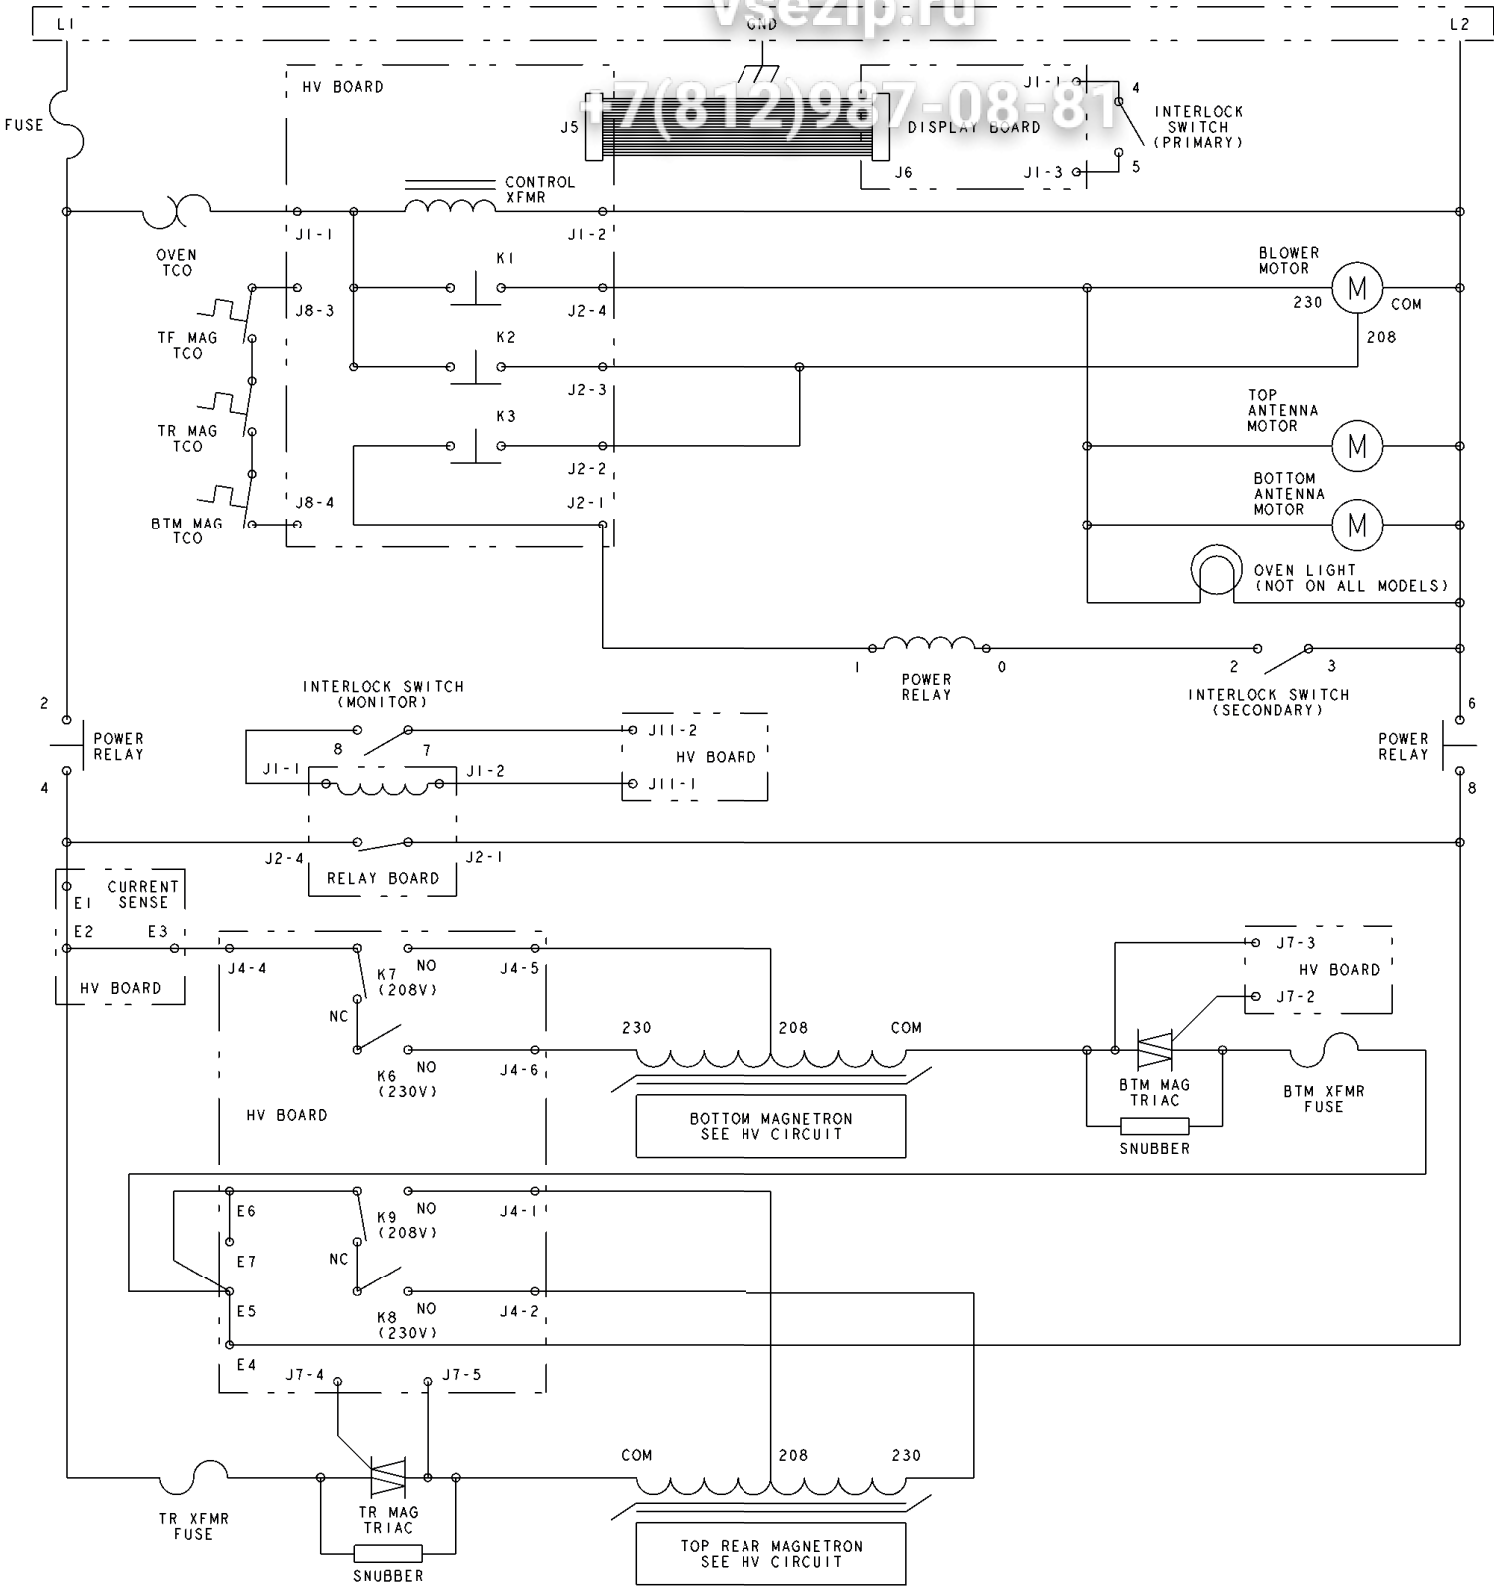 vsezip.ru
L1
GND
L2
+7(812)987-08-81
HV BOARD
J1-1
4
FUSE
J5
DISPLAY BOARD
INTERLOCK
SWITCH
(PRIMARY)
J6
J1-3
5
CONTROL
XFMR
J1-1
J1-2
OVEN
TCO
K1
BLOWER
MOTOR
M
230
COM
J8-3
J2-4
TF MAG
TCO
K2
208
J2-3
TOP
ANTENNA
MOTOR
M
TR MAG
TCO
K3
J2-2
BOTTOM
ANTENNA
MOTOR
M
J8-4
J2-1
BTM MAG
TCO
OVEN LIGHT
(NOT ON ALL MODELS)
1
0
2
3
POWER
RELAY
INTERLOCK SWITCH
(SECONDARY)
INTERLOCK SWITCH
(MONITOR)
2
6
POWER
RELAY
8
7
J11-2
HV BOARD
POWER
RELAY
J1-1
J1-2
J11-1
4
8
J2-4
J2-1
RELAY BOARD
CURRENT
SENSE
E1
E2
E3
HV BOARD
J4-4
K7
(208V)
NO
J4-5
J7-3
HV BOARD
J7-2
NC
230
208
COM
K6
(230V)
NO
J4-6
BTM MAG
TRIAC
BTM XFMR
FUSE
HV BOARD
BOTTOM MAGNETRON
SEE HV CIRCUIT
SNUBBER
E6
K9
(208V)
NO
J4-1
E7
NC
E5
K8
(230V)
NO
J4-2
E4
J7-4
J7-5
COM
208
230
TR XFMR
FUSE
TR MAG
TRIAC
TOP REAR MAGNETRON
SEE HV CIRCUIT
SNUBBER